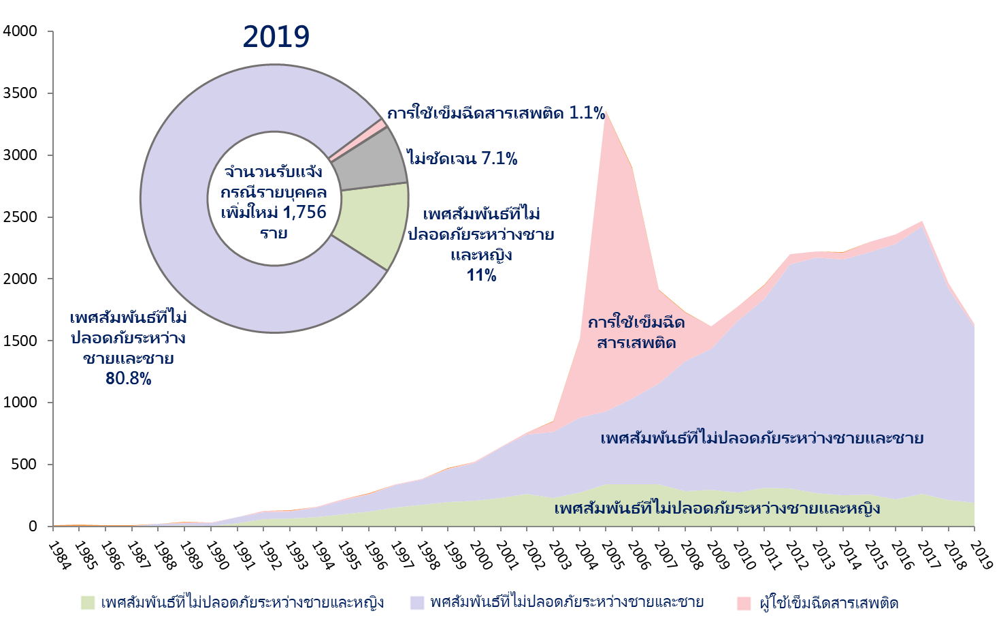 2019
4000
3500
3000
2500
2000
1500
1000
500
0
การใช้เข็มฉีดสารเสพติด 1.1%
ไม่ชัดเจน 7.1%
จำนวนรับแจ้ง
กรณีรายบุคคล
เพิ่มใหม่ 1,756
ราย
เพศสัมพันธ์ที่ไม่
ปลอดภัยระหว่างชาย
และหญิง
11%
เพศสัมพันธ์ที่ไม่
ปลอดภัยระหว่าง
ชายและชาย
80.8%
การใช้เข็มฉีด
สารเสพติด
เพศสัมพันธ์ที่ไม่ปลอดภัยระหว่างชายและชาย
เพศสัมพันธ์ที่ไม่ปลอดภัยระหว่างชายและหญิง
1984 1985 1986 1987 1988 1989 1990 1991 1992 1993 1994 1995 1996 1997 1998 1999 2000 2001 2002 2003 2004 2005 2006 2007 2008 2009 2010 2011 2012 2013 2014 2015 2016 2017 2018 2019
เพศสัมพันธ์ที่ไม่ปลอดภัยระหว่างชายและหญิง พศสัมพันธ์ที่ไม่ปลอดภัยระหว่างชายและชาย ผู้ใช้เข็มฉีดสารเสพติด